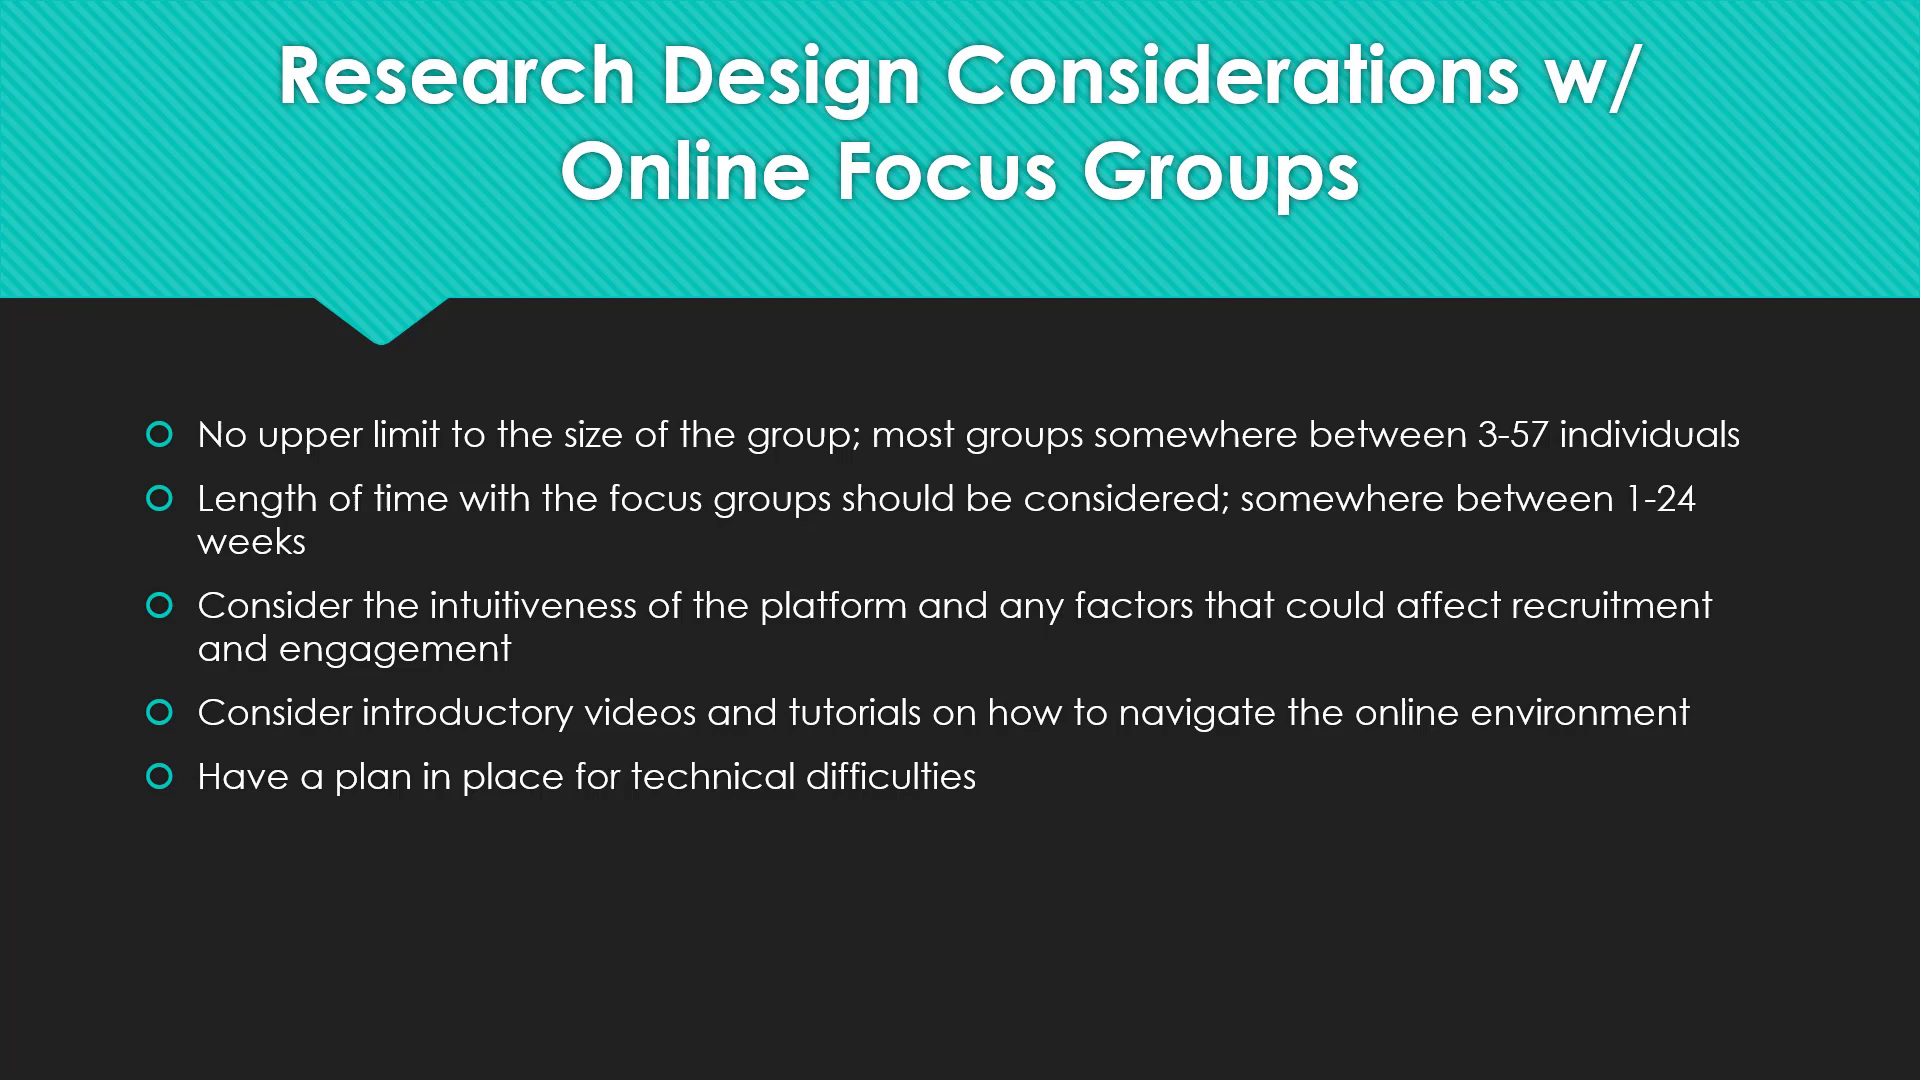 Research Design Considerations w/
Online Focus Groups
No upper limit to the size of the group; most groups somewhere between 3-57 individuals
Length of time with the focus groups should be considered; somewhere between 1-24
weeks
Consider the intuitiveness of the platform and any factors that could affect recruitment
and engagement
Consider introductory videos and tutorials on how to navigate the online environment
Have a plan in place for technical difficulties